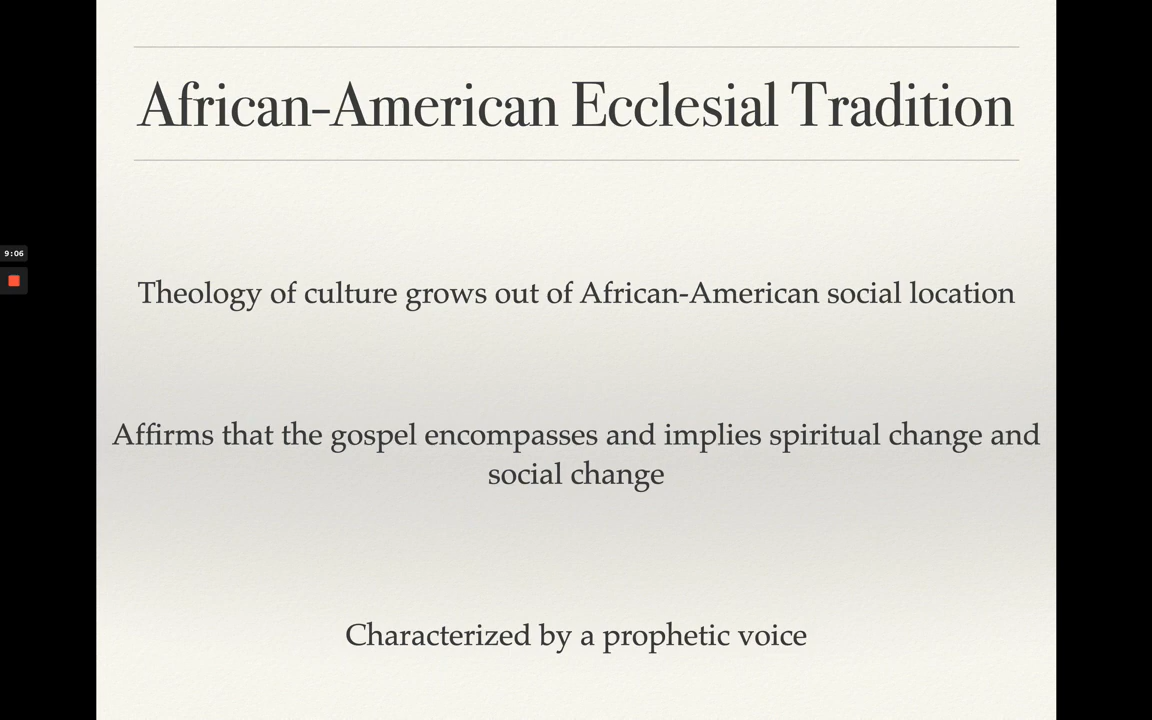 African-American Ecclesial Tradition
9:06
Theology of culture grows out of African-American social location
Affirms that the gospel encompasses and implies spiritual change and
social change
Characterized by a prophetic voice